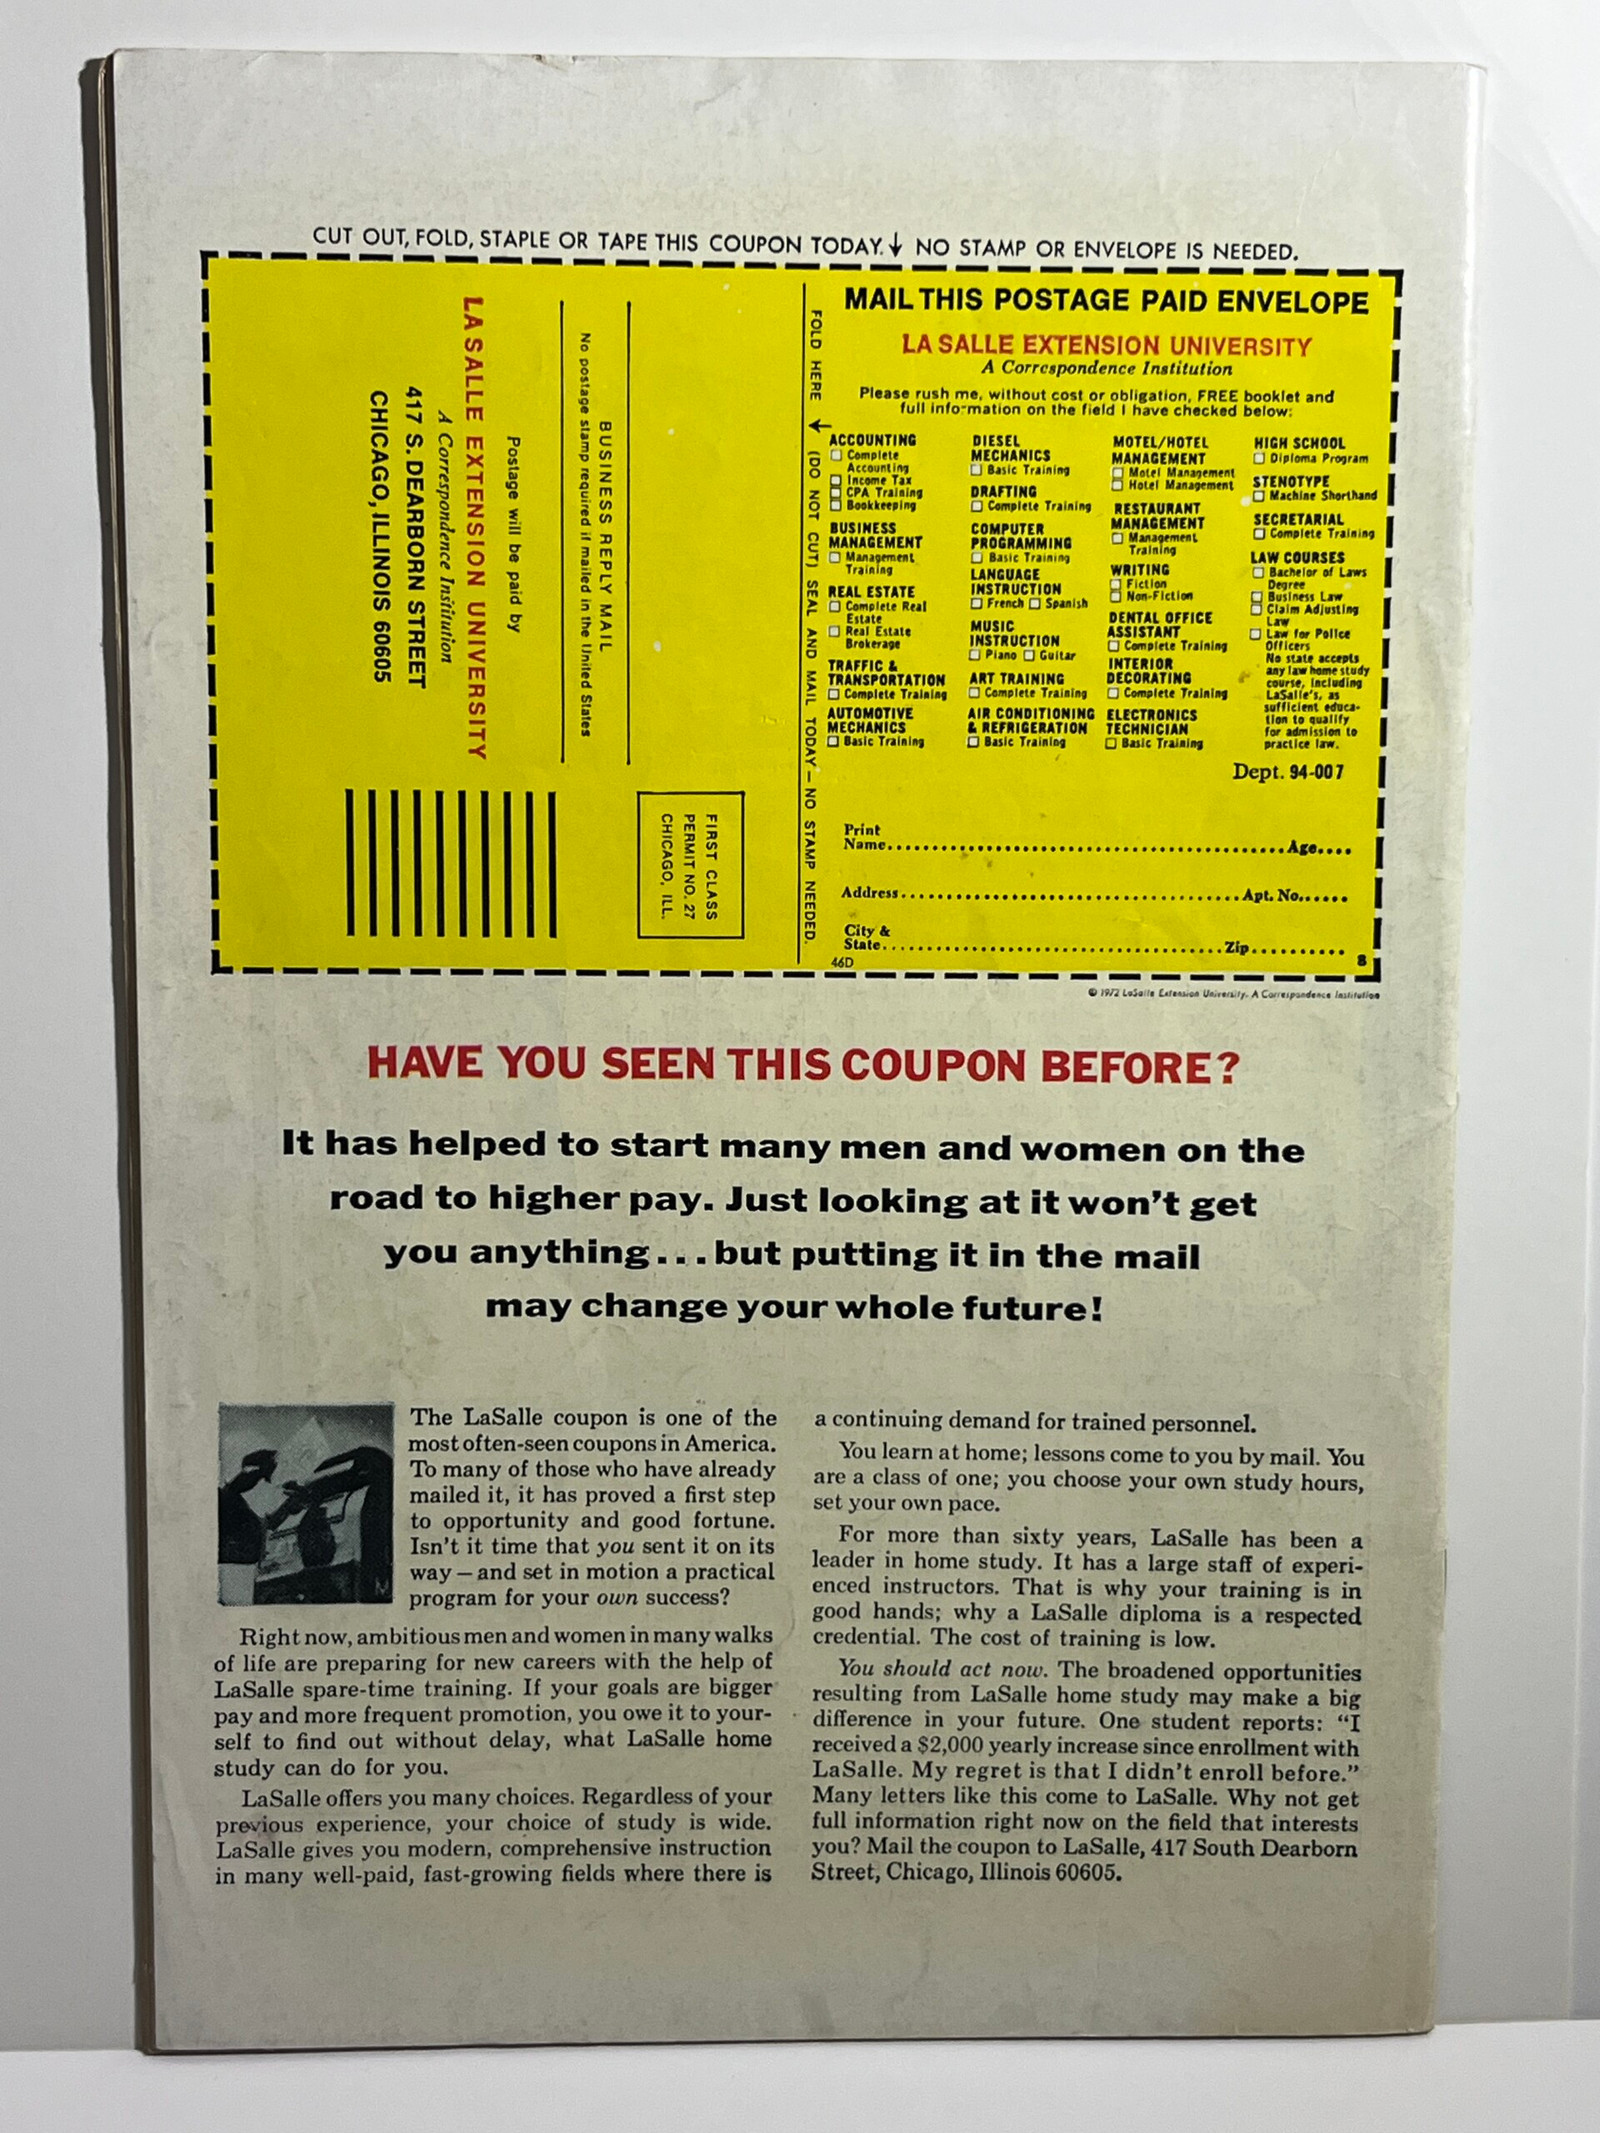 CUT OUT, FOLD, STAPLE OR TAPE THIS COUPON TODAY. ↓ NO STAMP OR ENVELOPE IS NEEDED.
LA SALLE EXTENSION UNIVERSITY
A Correspondence Institution
417 S. DEARBORN STREET
CHICAGO, ILLINOIS 60605
Postage will be paid by
No postage stamp required if mailed in the United States
BUSINESS REPLY MAIL
FIRST CLASS
PERMIT NO. 27
CHICAGO, ILL.
FOLD HERE ↓ (DO NOT CUT) SEAL AND MAIL TODAY — NO STAMP NEEDED.
MAIL THIS POSTAGE PAID ENVELOPE
LA SALLE EXTENSION UNIVERSITY
A Correspondence Institution
Please rush me, without cost or obligation, FREE booklet and
full information on the field I have checked below:
ACCOUNTING
☐ Complete
Accounting
☐ Income Tax
☐ CPA Training
☐ Bookkeeping
BUSINESS
MANAGEMENT
☐ Management
Training
REAL ESTATE
☐ Complete Real
Estate
☐ Real Estate
Brokerage
TRAFFIC &
TRANSPORTATION
☐ Complete Training
AUTOMOTIVE
MECHANICS
☐ Basic Training
DIESEL
MECHANICS
☐ Basic Training
DRAFTING
☐ Complete Training
COMPUTER
PROGRAMMING
☐ Basic Training
LANGUAGE
INSTRUCTION
☐ French ☐ Spanish
MUSIC
INSTRUCTION
☐ Piano ☐ Guitar
ART TRAINING
☐ Complete Training
AIR CONDITIONING
& REFRIGERATION
☐ Basic Training
MOTEL/HOTEL
MANAGEMENT
☐ Motel Management
☐ Hotel Management
RESTAURANT
MANAGEMENT
☐ Management
Training
WRITING
☐ Fiction
☐ Non-Fiction
DENTAL OFFICE
ASSISTANT
☐ Complete Training
INTERIOR
DECORATING
☐ Complete Training
ELECTRONICS
TECHNICIAN
☐ Basic Training
HIGH SCHOOL
☐ Diploma Program
STENOTYPE
☐ Machine Shorthand
SECRETARIAL
☐ Complete Training
LAW COURSES
☐ Bachelor of Laws
Degree
☐ Business Law
☐ Claim Adjusting
Law
☐ Law for Police
Officers
No state accepts
any law home study
course, including
LaSalle's, as
sufficient educa-
tion to qualify
for admission to
practice law.
Dept. 94-007
Print
Name........................................Age....
Address....................................Apt. No......
City &
State....................................Zip..........
46D
8
© 1972 LaSalle Extension University. A Correspondence Institution
HAVE YOU SEEN THIS COUPON BEFORE?
It has helped to start many men and women on the
road to higher pay. Just looking at it won't get
you anything...but putting it in the mail
may change your whole future!
The LaSalle coupon is one of the
most often-seen coupons in America.
To many of those who have already
mailed it, it has proved a first step
to opportunity and good fortune.
Isn't it time that you sent it on its
way—and set in motion a practical
program for your own success?
Right now, ambitious men and women in many walks
of life are preparing for new careers with the help of
LaSalle spare-time training. If your goals are bigger
pay and more frequent promotion, you owe it to your-
self to find out without delay, what LaSalle home
study can do for you.
LaSalle offers you many choices. Regardless of your
previous experience, your choice of study is wide.
LaSalle gives you modern, comprehensive instruction
in many well-paid, fast-growing fields where there is
a continuing demand for trained personnel.
You learn at home; lessons come to you by mail. You
are a class of one; you choose your own study hours,
set your own pace.
For more than sixty years, LaSalle has been a
leader in home study. It has a large staff of experi-
enced instructors. That is why your training is in
good hands; why a LaSalle diploma is a respected
credential. The cost of training is low.
You should act now. The broadened opportunities
resulting from LaSalle home study may make a big
difference in your future. One student reports: "I
received a $2,000 yearly increase since enrollment with
LaSalle. My regret is that I didn't enroll before."
Many letters like this come to LaSalle. Why not get
full information right now on the field that interests
you? Mail the coupon to LaSalle, 417 South Dearborn
Street, Chicago, Illinois 60605.